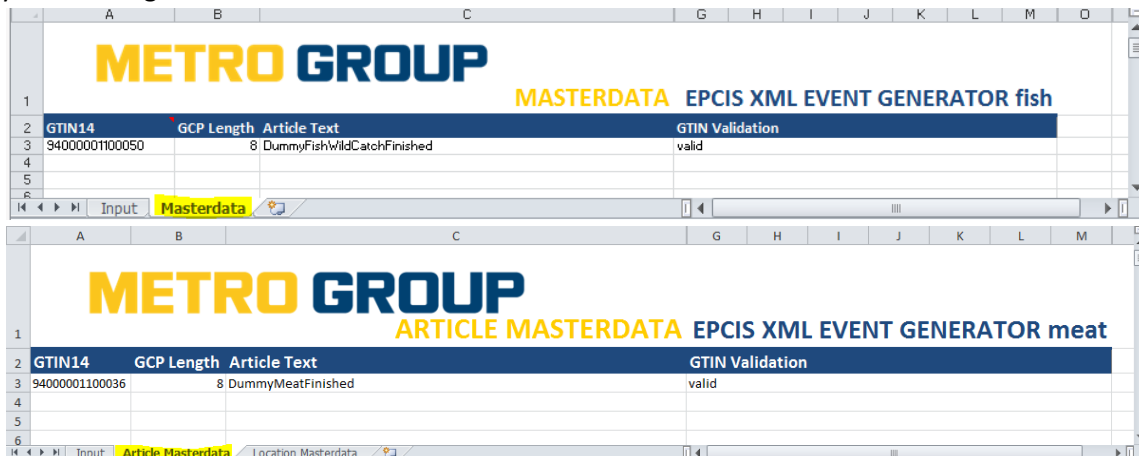 A B C G H I J K L M O
METRO GROUP
1 MASTERDATA EPCIS XML EVENT GENERATOR fish
2 GTIN14 GCP Length Article Text GTIN Validation
3 94000001100050 8 DummyFishWildCatchFinished valid
4
5
6
Input Masterdata
A B C G H I J K L M
METRO GROUP
1 ARTICLE MASTERDATA EPCIS XML EVENT GENERATOR meat
2 GTIN14 GCP Length Article Text GTIN Validation
3 94000001100036 8 DummyMeatFinished valid
4
5
6
Input Article Masterdata Location Masterdata